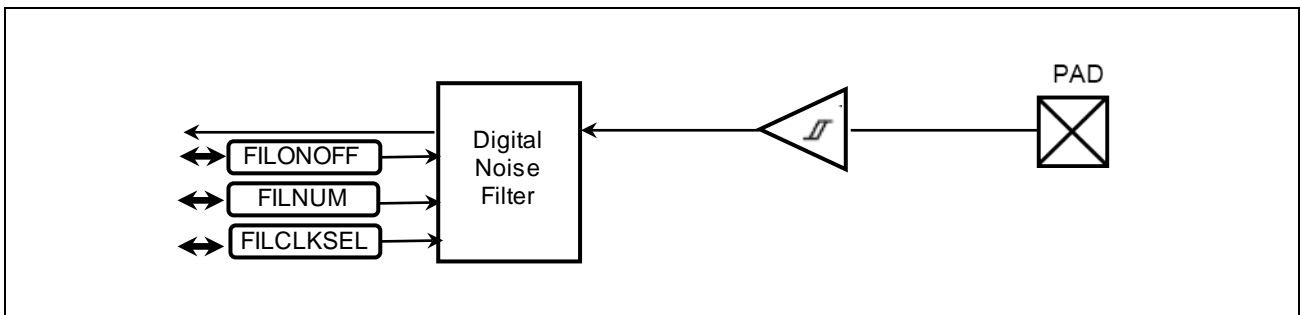 PAD
Digital
Noise
Filter
FILONOFF
FILNUM
FILCLKSEL